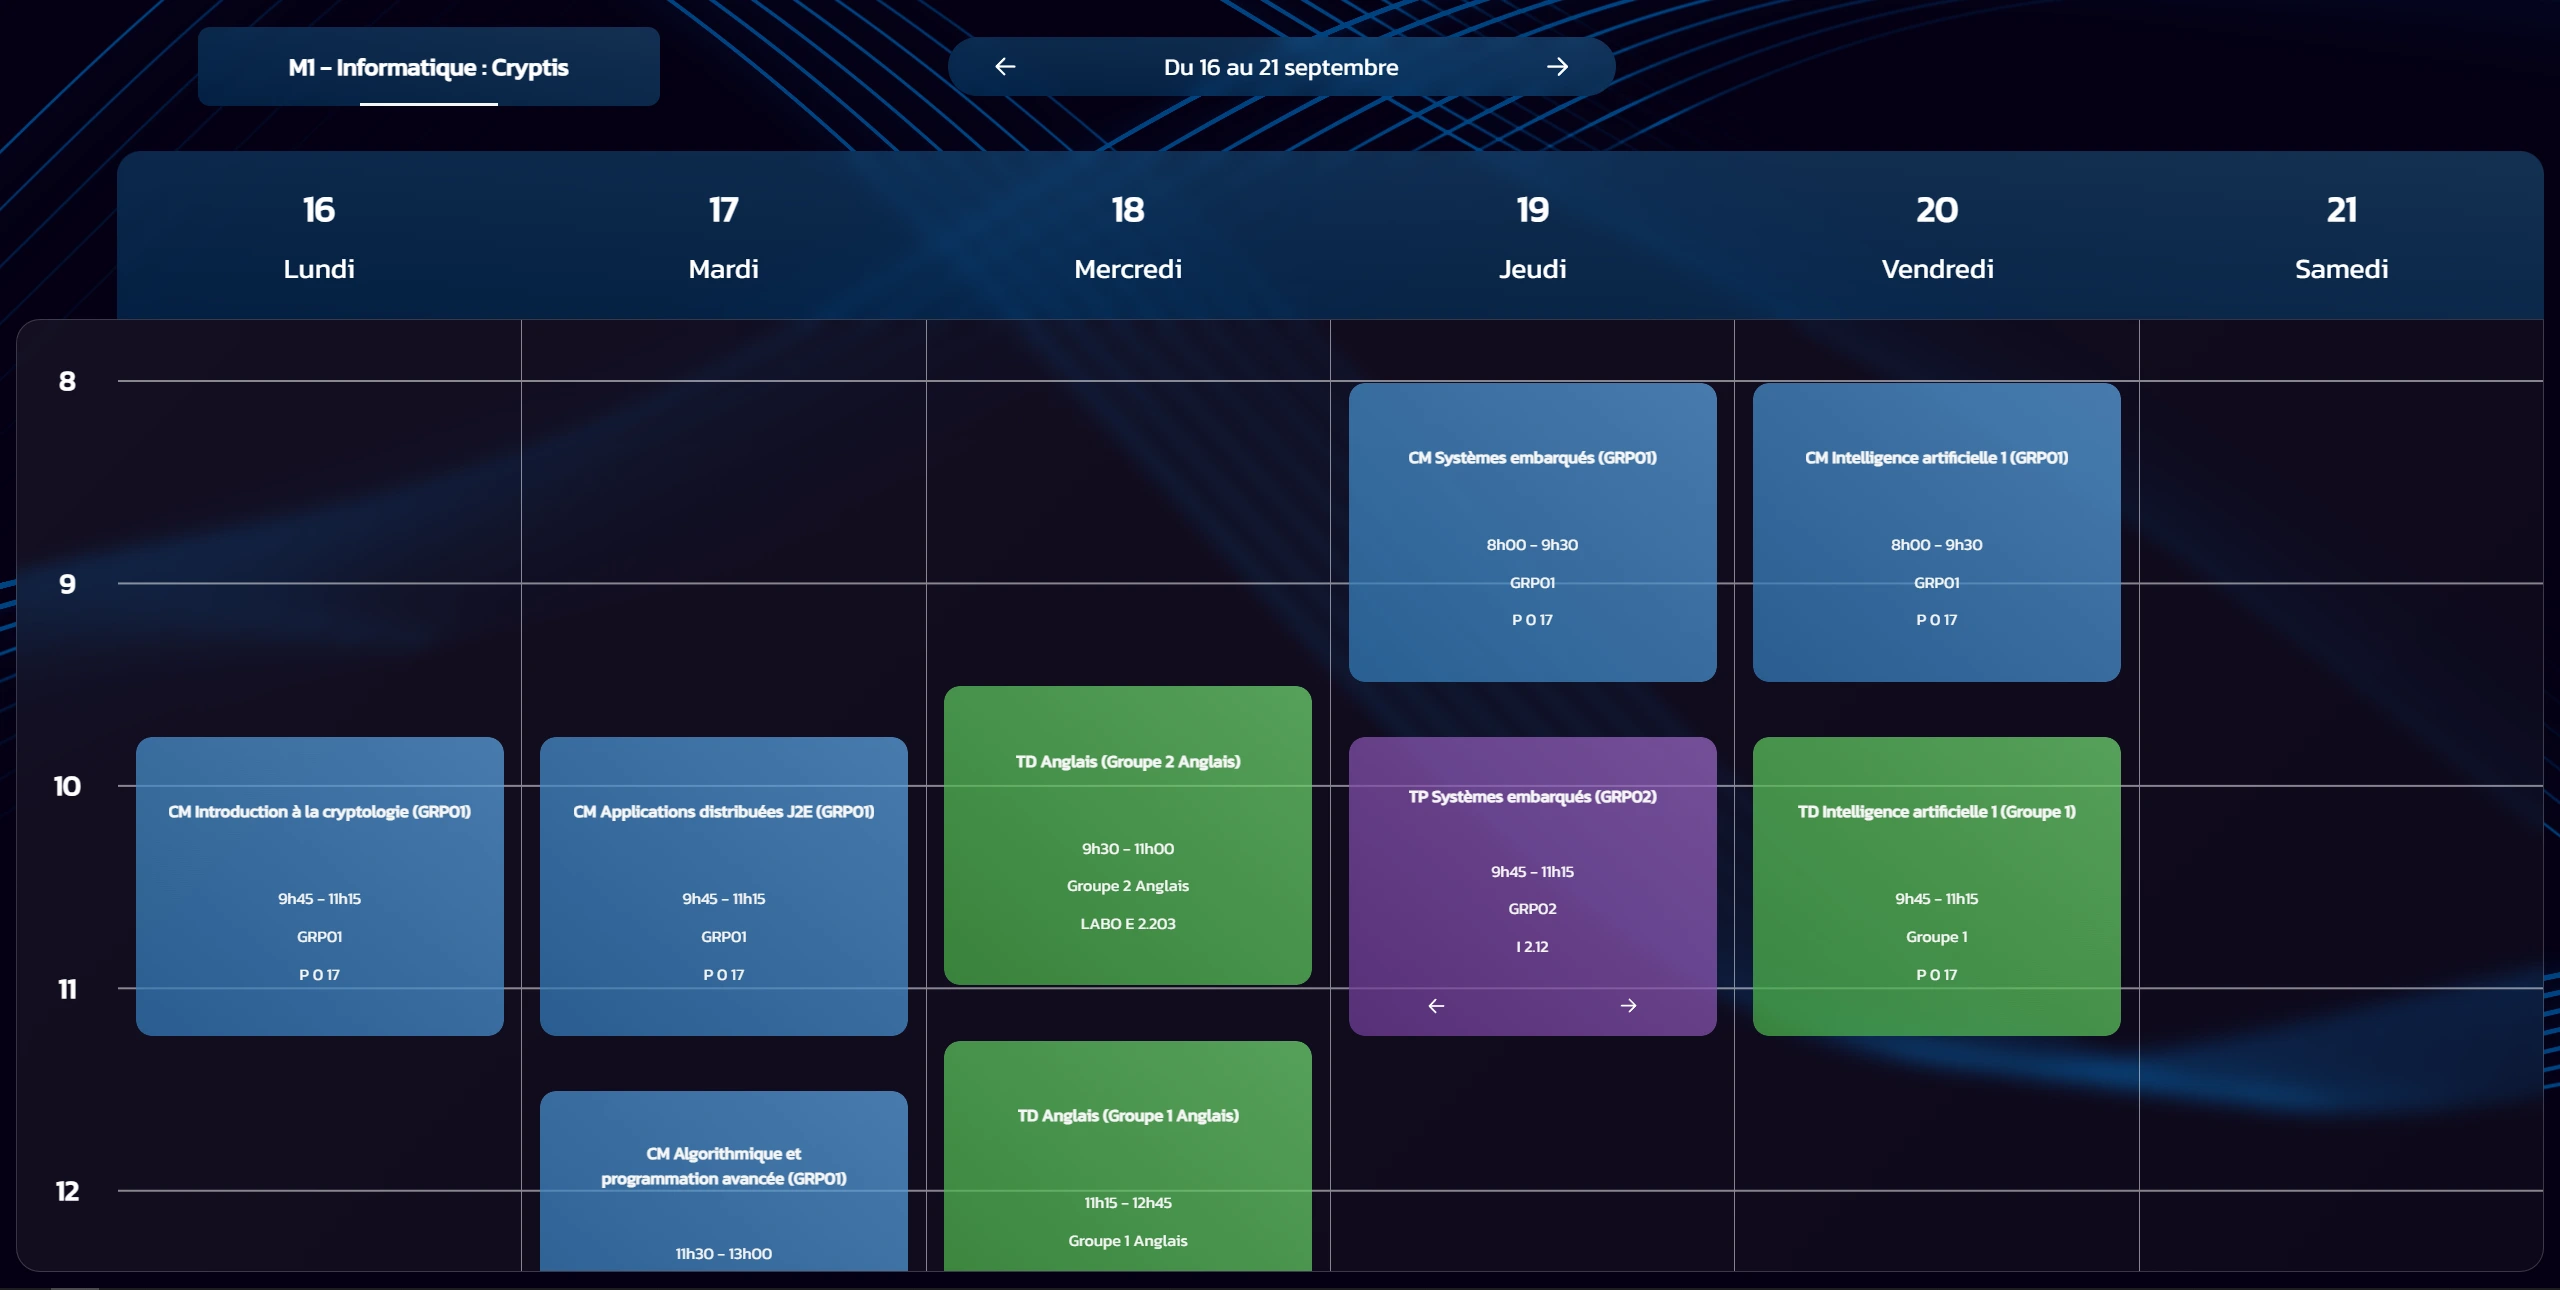 M1 – Informatique : Cryptis
Du 16 au 21 septembre
16
Lundi
17
Mardi
18
Mercredi
19
Jeudi
20
Vendredi
21
Samedi
8
9
10
11
12
CM Introduction à la cryptologie (GRP01)
9h45 – 11h15
GRP01
P 0 17
CM Applications distribuées J2E (GRP01)
9h45 – 11h15
GRP01
P 0 17
CM Algorithmique et
programmation avancée (GRP01)
11h30 – 13h00
TD Anglais (Groupe 2 Anglais)
9h30 – 11h00
Groupe 2 Anglais
LABO E 2.203
TD Anglais (Groupe 1 Anglais)
11h15 – 12h45
Groupe 1 Anglais
CM Systèmes embarqués (GRP01)
8h00 – 9h30
GRP01
P 0 17
TP Systèmes embarqués (GRP02)
9h45 – 11h15
GRP02
I 2.12
CM Intelligence artificielle 1 (GRP01)
8h00 – 9h30
GRP01
P 0 17
TD Intelligence artificielle 1 (Groupe 1)
9h45 – 11h15
Groupe 1
P 0 17